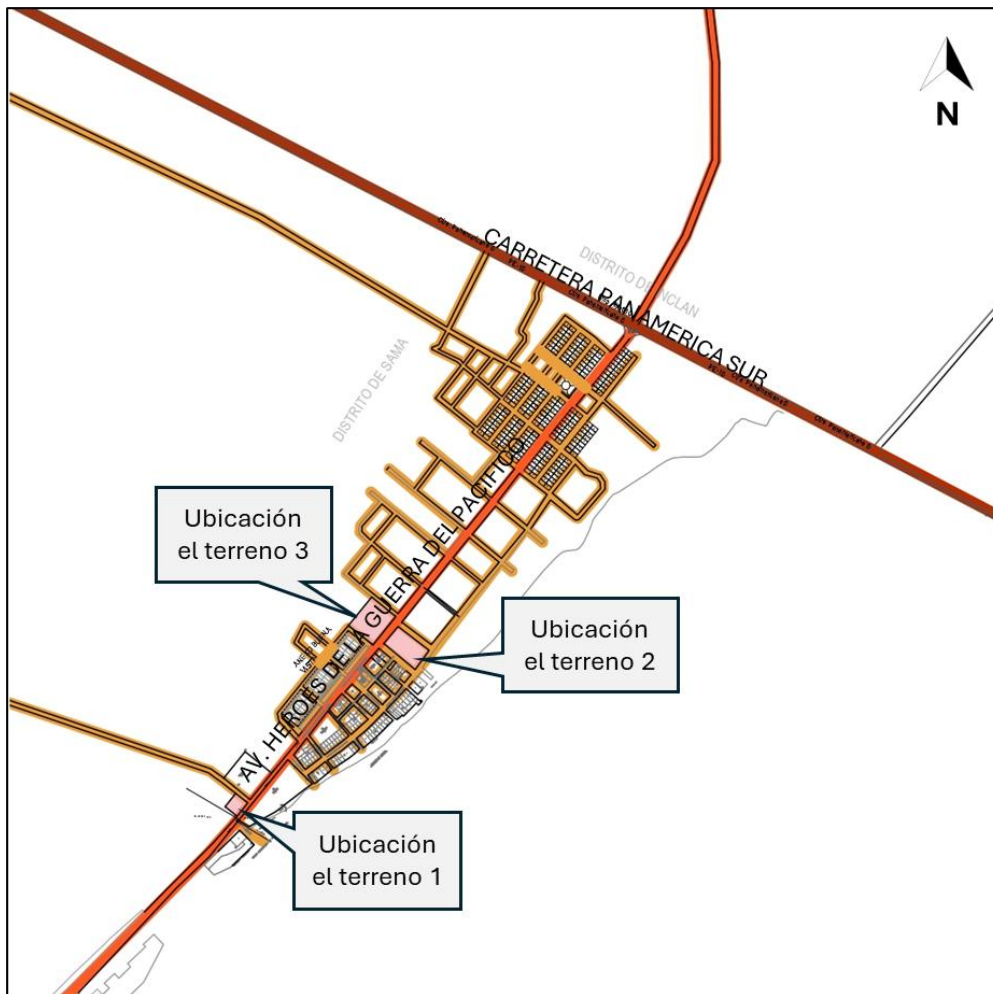 N
CARRETERA PANAMERICA SUR
DISTRITO DE INCLAN
DISTRITO DE SAMA
AV. HEROES DE LA GUERRA DEL PACIFICO
Ubicación
el terreno 3
Ubicación
el terreno 2
Ubicación
el terreno 1